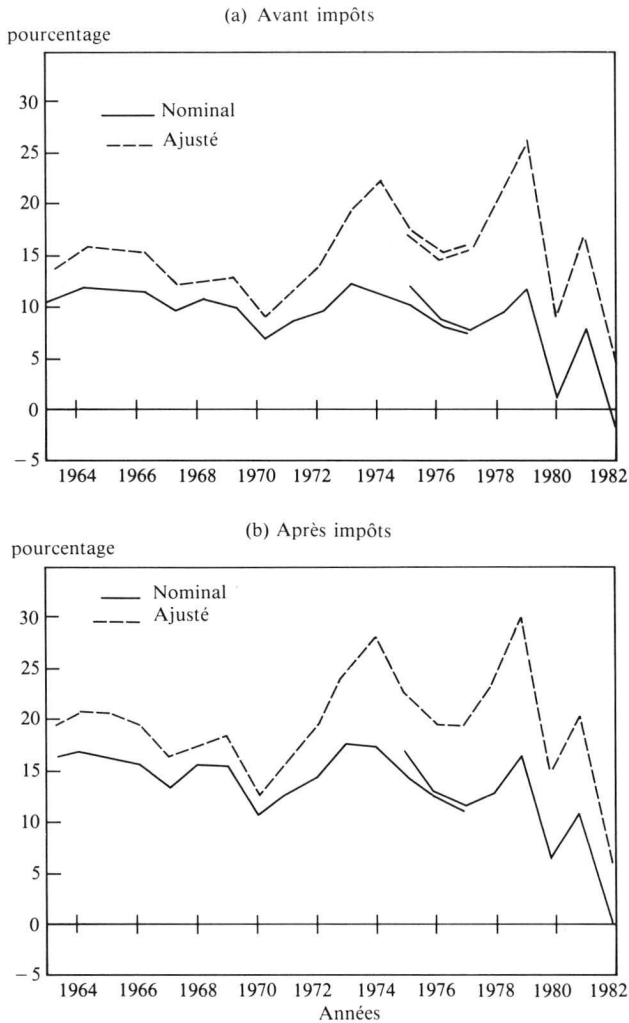 (a) Avant impôts
pourcentage
30
25
20
15
10
5
0
−5
Nominal
Ajusté
1964 1966 1968 1970 1972 1974 1976 1978 1980 1982
(b) Après impôts
pourcentage
30
25
20
15
10
5
0
−5
Nominal
Ajusté
1964 1966 1968 1970 1972 1974 1976 1978 1980 1982
Années